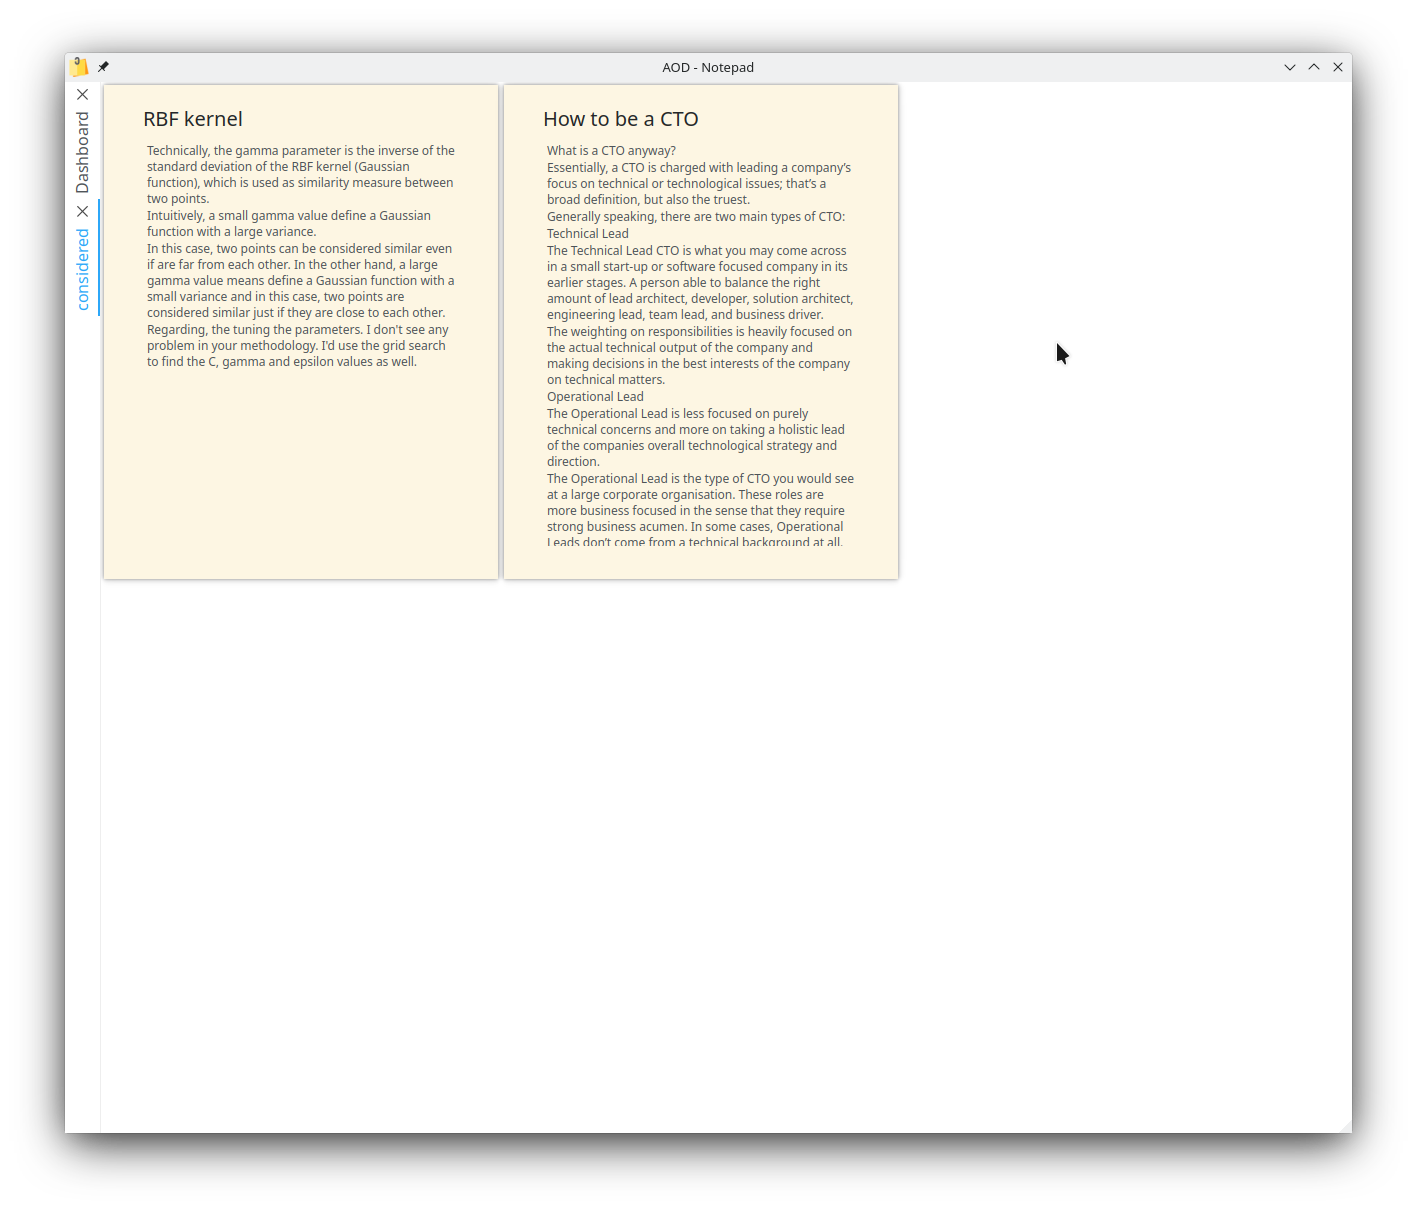 AOD - Notepad
Dashboard
considered
RBF kernel
Technically, the gamma parameter is the inverse of the
standard deviation of the RBF kernel (Gaussian
function), which is used as similarity measure between
two points.
Intuitively, a small gamma value define a Gaussian
function with a large variance.
In this case, two points can be considered similar even
if are far from each other. In the other hand, a large
gamma value means define a Gaussian function with a
small variance and in this case, two points are
considered similar just if they are close to each other.
Regarding, the tuning the parameters. I don't see any
problem in your methodology. I'd use the grid search
to find the C, gamma and epsilon values as well.
How to be a CTO
What is a CTO anyway?
Essentially, a CTO is charged with leading a company’s
focus on technical or technological issues; that’s a
broad definition, but also the truest.
Generally speaking, there are two main types of CTO:
Technical Lead
The Technical Lead CTO is what you may come across
in a small start-up or software focused company in its
earlier stages. A person able to balance the right
amount of lead architect, developer, solution architect,
engineering lead, team lead, and business driver.
The weighting on responsibilities is heavily focused on
the actual technical output of the company and
making decisions in the best interests of the company
on technical matters.
Operational Lead
The Operational Lead is less focused on purely
technical concerns and more on taking a holistic lead
of the companies overall technological strategy and
direction.
The Operational Lead is the type of CTO you would see
at a large corporate organisation. These roles are
more business focused in the sense that they require
strong business acumen. In some cases, Operational
Leads don’t come from a technical background at all.